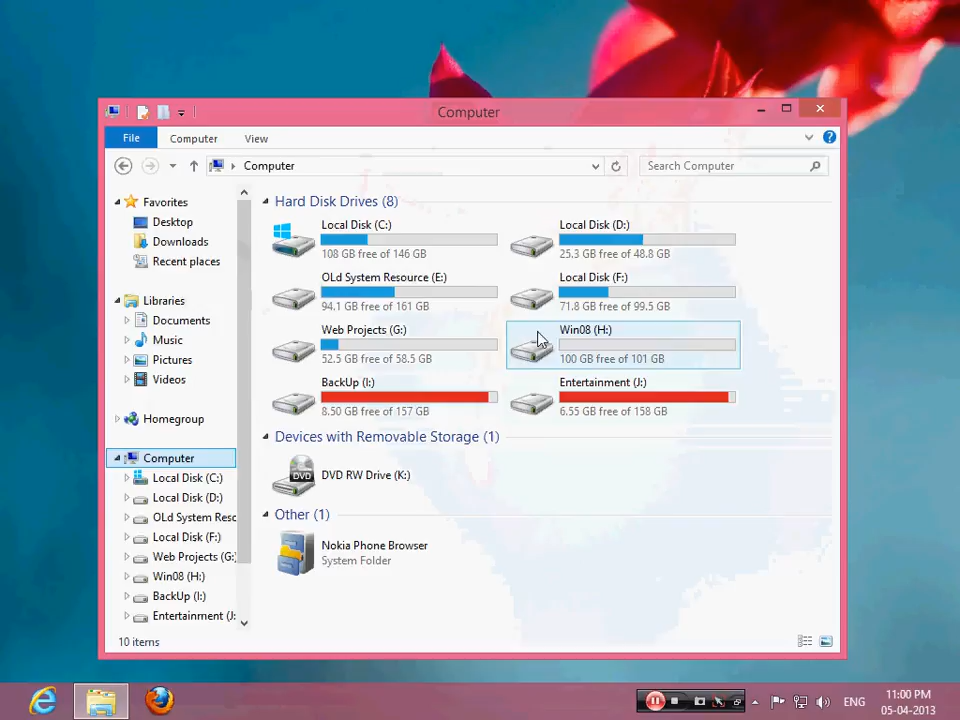 Computer
File Computer View
Computer
Search Computer
Favorites
Desktop
Downloads
Recent places
Libraries
Documents
Music
Pictures
Videos
Homegroup
Computer
Local Disk (C:)
Local Disk (D:)
OLd System Resc
Local Disk (F:)
Web Projects (G:
Win08 (H:)
BackUp (I:)
Entertainment (J:
Hard Disk Drives (8)
Local Disk (C:)
108 GB free of 146 GB
Local Disk (D:)
25.3 GB free of 48.8 GB
OLd System Resource (E:)
94.1 GB free of 161 GB
Local Disk (F:)
71.8 GB free of 99.5 GB
Web Projects (G:)
52.5 GB free of 58.5 GB
Win08 (H:)
100 GB free of 101 GB
BackUp (I:)
8.50 GB free of 157 GB
Entertainment (J:)
6.55 GB free of 158 GB
Devices with Removable Storage (1)
DVD
DVD RW Drive (K:)
Other (1)
Nokia Phone Browser
System Folder
10 items
ENG
11:00 PM
05-04-2013